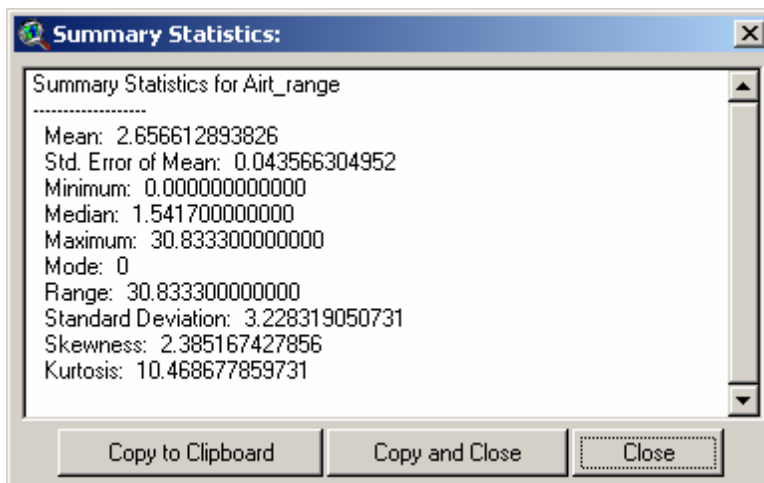 Summary Statistics:
Summary Statistics for Airt_range
-------------------
Mean: 2.656612893826
Std. Error of Mean: 0.043566304952
Minimum: 0.000000000000
Median: 1.541700000000
Maximum: 30.833300000000
Mode: 0
Range: 30.833300000000
Standard Deviation: 3.228319050731
Skewness: 2.385167427856
Kurtosis: 10.468677859731
Copy to Clipboard
Copy and Close
Close